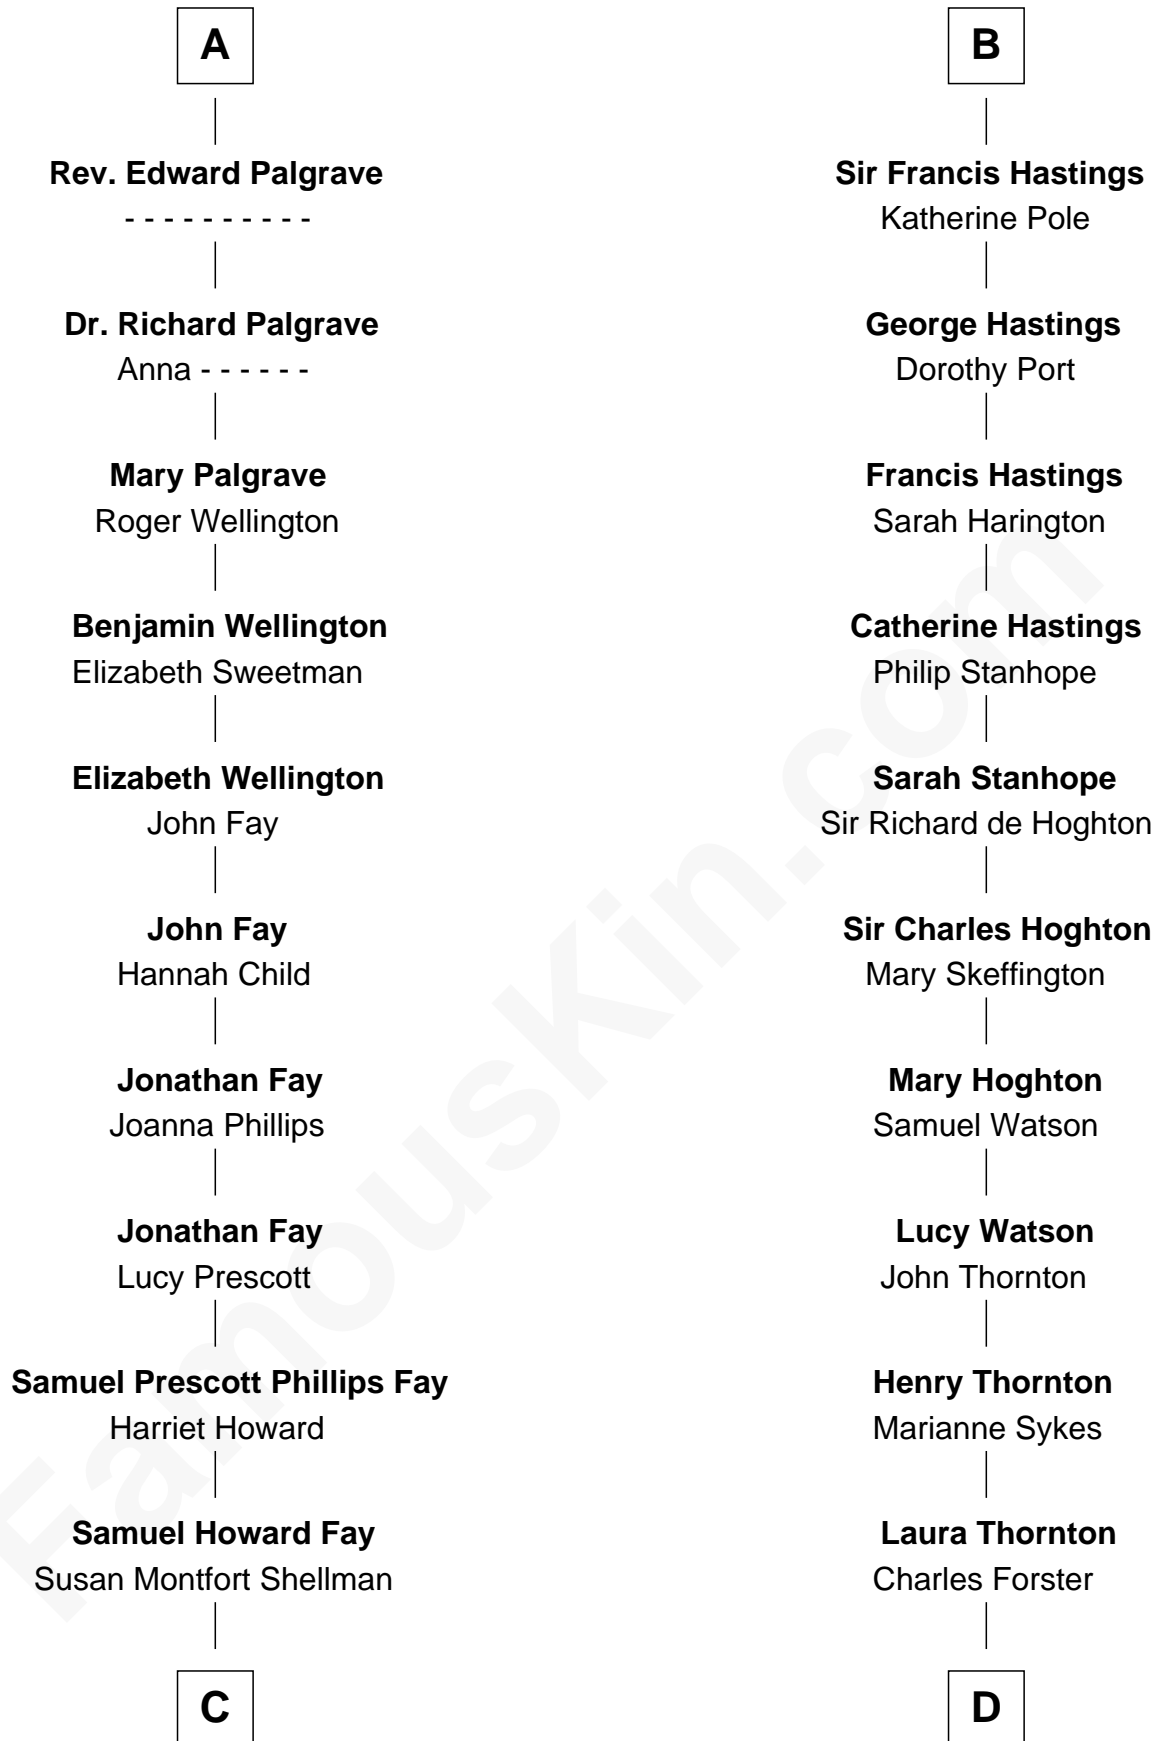 A
Rev. Edward Palgrave
- - - - - - - - - -
Dr. Richard Palgrave
Anna - - - - - -
Mary Palgrave
Roger Wellington
Benjamin Wellington
Elizabeth Sweetman
Elizabeth Wellington
John Fay
John Fay
Hannah Child
Jonathan Fay
Joanna Phillips
Jonathan Fay
Lucy Prescott
Samuel Prescott Phillips Fay
Harriet Howard
Samuel Howard Fay
Susan Montfort Shellman
C
B
Sir Francis Hastings
Katherine Pole
George Hastings
Dorothy Port
Francis Hastings
Sarah Harington
Catherine Hastings
Philip Stanhope
Sarah Stanhope
Sir Richard de Hoghton
Sir Charles Hoghton
Mary Skeffington
Mary Hoghton
Samuel Watson
Lucy Watson
John Thornton
Henry Thornton
Marianne Sykes
Laura Thornton
Charles Forster
D
FamousKin.com